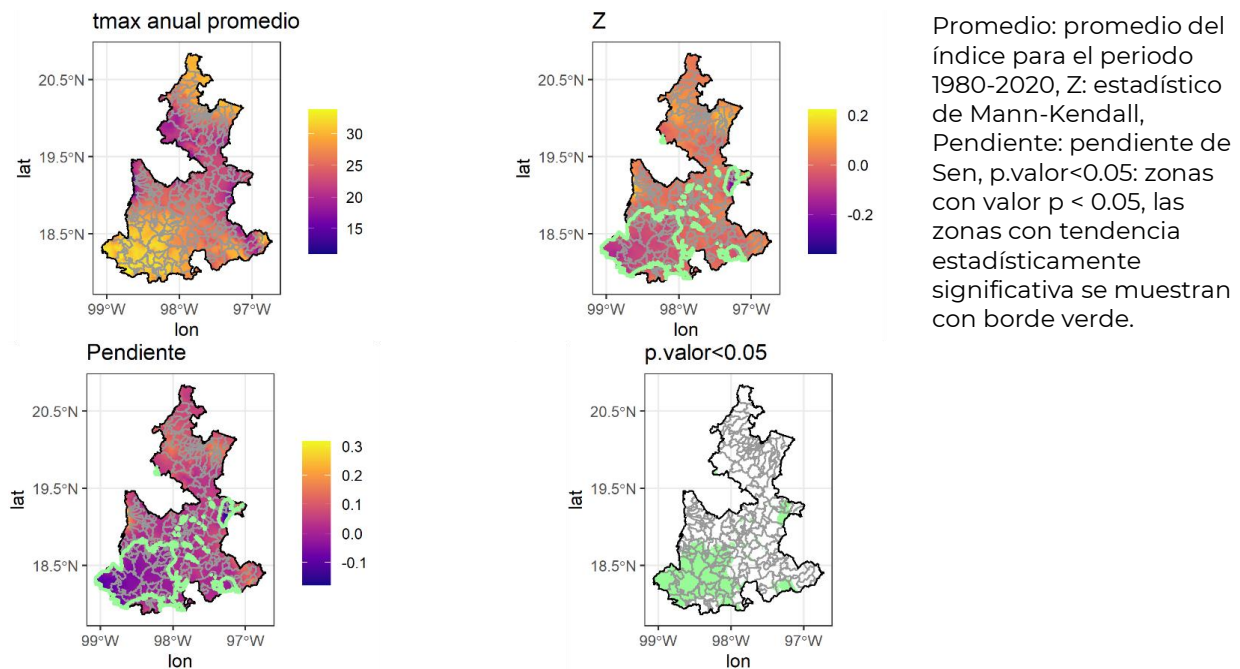 tmax anual promedio
20.5°N
19.5°N
18.5°N
lat
99°W
98°W
97°W
lon
30
25
20
15
Z
20.5°N
19.5°N
18.5°N
lat
99°W
98°W
97°W
lon
0.2
0.0
-0.2
Promedio: promedio del
índice para el periodo
1980-2020, Z: estadístico
de Mann-Kendall,
Pendiente: pendiente de
Sen, p.valor<0.05: zonas
con valor p < 0.05, las
zonas con tendencia
estadísticamente
significativa se muestran
con borde verde.
Pendiente
20.5°N
19.5°N
18.5°N
lat
99°W
98°W
97°W
lon
0.3
0.2
0.1
0.0
-0.1
p.valor<0.05
20.5°N
19.5°N
18.5°N
lat
99°W
98°W
97°W
lon